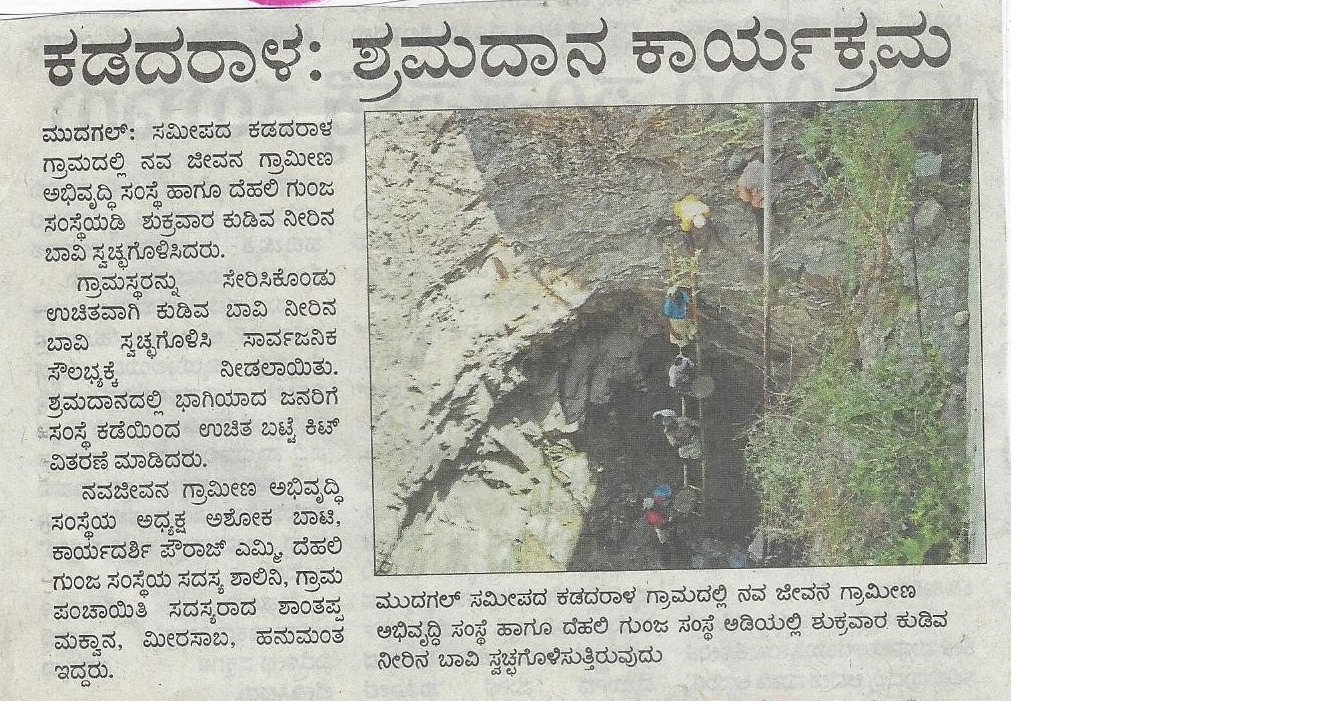 ಕಡದರಾಳ: ಶ್ರಮದಾನ ಕಾರ್ಯಕ್ರಮ
ಮುದಗಲ್: ಸಮೀಪದ ಕಡದರಾಳ
ಗ್ರಾಮದಲ್ಲಿ ನವ ಜೀವನ ಗ್ರಾಮೀಣ
ಅಭಿವೃದ್ಧಿ ಸಂಸ್ಥೆ ಹಾಗೂ ದೆಹಲಿ ಗುಂಜ
ಸಂಸ್ಥೆಯಡಿ ಶುಕ್ರವಾರ ಕುಡಿವ ನೀರಿನ
ಬಾವಿ ಸ್ವಚ್ಛಗೊಳಿಸಿದರು.
ಗ್ರಾಮಸ್ಥರನ್ನು ಸೇರಿಸಿಕೊಂಡು
ಉಚಿತವಾಗಿ ಕುಡಿವ ಬಾವಿ ನೀರಿನ
ಬಾವಿ ಸ್ವಚ್ಛಗೊಳಿಸಿ ಸಾರ್ವಜನಿಕ
ಸೌಲಭ್ಯಕ್ಕೆ ನೀಡಲಾಯಿತು.
ಶ್ರಮದಾನದಲ್ಲಿ ಭಾಗಿಯಾದ ಜನರಿಗೆ
ಸಂಸ್ಥೆ ಕಡೆಯಿಂದ ಉಚಿತ ಬಟ್ಟೆ ಕಿಟ್
ವಿತರಣೆ ಮಾಡಿದರು.
ನವಜೀವನ ಗ್ರಾಮೀಣ ಅಭಿವೃದ್ಧಿ
ಸಂಸ್ಥೆಯ ಅಧ್ಯಕ್ಷ ಅಶೋಕ ಬಾಟಿ,
ಕಾರ್ಯದರ್ಶಿ ಪೌರಾಜ್ ಎಮ್ಮಿ, ದೆಹಲಿ
ಗುಂಜ ಸಂಸ್ಥೆಯ ಸದಸ್ಯ ಶಾಲಿನಿ, ಗ್ರಾಮ
ಪಂಚಾಯಿತಿ ಸದಸ್ಯರಾದ ಶಾಂತಪ್ಪ
ಮಕ್ವಾನ, ಮೀರಸಾಬ, ಹನುಮಂತ
ಇದ್ದರು.
ಮುದಗಲ್ ಸಮೀಪದ ಕಡದರಾಳ ಗ್ರಾಮದಲ್ಲಿ ನವ ಜೀವನ ಗ್ರಾಮೀಣ
ಅಭಿವೃದ್ಧಿ ಸಂಸ್ಥೆ ಹಾಗೂ ದೆಹಲಿ ಗುಂಜ ಸಂಸ್ಥೆ ಅಡಿಯಲ್ಲಿ ಶುಕ್ರವಾರ ಕುಡಿವ
ನೀರಿನ ಬಾವಿ ಸ್ವಚ್ಛಗೊಳಿಸುತ್ತಿರುವುದು